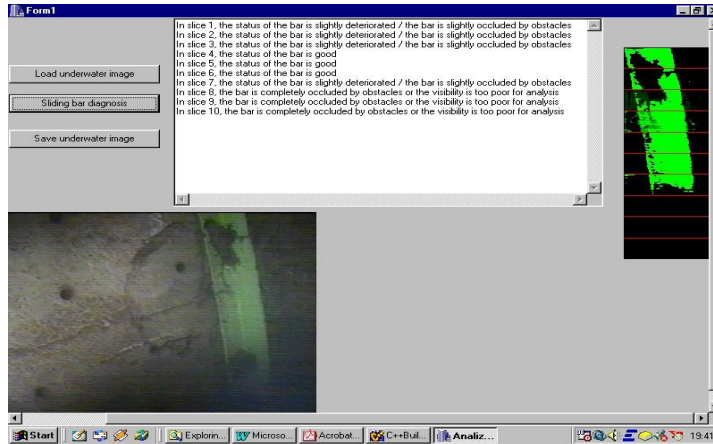 Form1
Load underwater image
Sliding bar diagnosis
Save underwater image
In slice 1, the status of the bar is slightly deteriorated / the bar is slightly occluded by obstacles
In slice 2, the status of the bar is slightly deteriorated / the bar is slightly occluded by obstacles
In slice 3, the status of the bar is slightly deteriorated / the bar is slightly occluded by obstacles
In slice 4, the status of the bar is good
In slice 5, the status of the bar is good
In slice 6, the status of the bar is good
In slice 7, the status of the bar is slightly deteriorated / the bar is slightly occluded by obstacles
In slice 8, the bar is completely occluded by obstacles or the visibility is too poor for analysis
In slice 9, the bar is completely occluded by obstacles or the visibility is too poor for analysis
In slice 10, the bar is completely occluded by obstacles or the visibility is too poor for analysis
Start Explorin... Microso... Acrobat... C++Buil... Analiz... 19:41